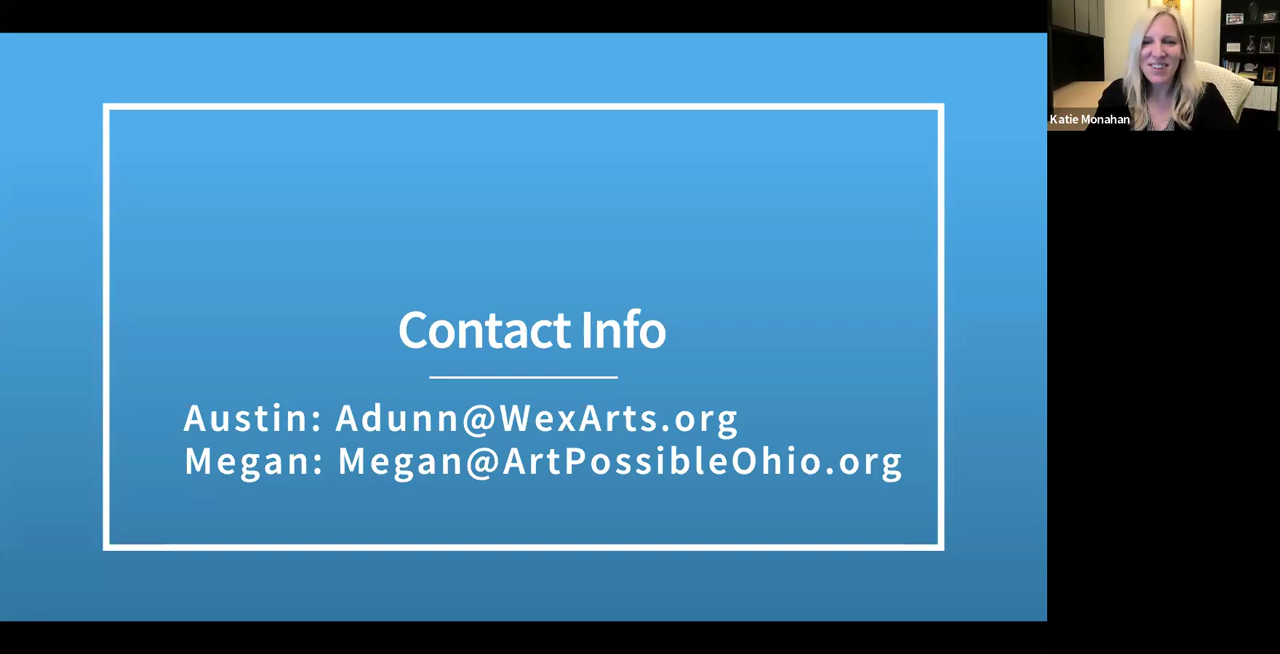 Katie Monahan
Contact Info
Austin: Adunn@WexArts.org
Megan: Megan@ArtPossibleOhio.org